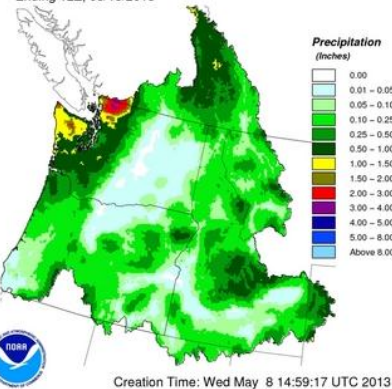 Precipitation
(Inches)
0.00
0.01 - 0.05
0.05 - 0.10
0.10 - 0.25
0.25 - 0.50
0.50 - 1.00
1.00 - 1.50
1.50 - 2.00
2.00 - 3.00
3.00 - 4.00
4.00 - 5.00
5.00 - 8.00
Above 8.00
NOAA
Creation Time: Wed May 8 14:59:17 UTC 2013